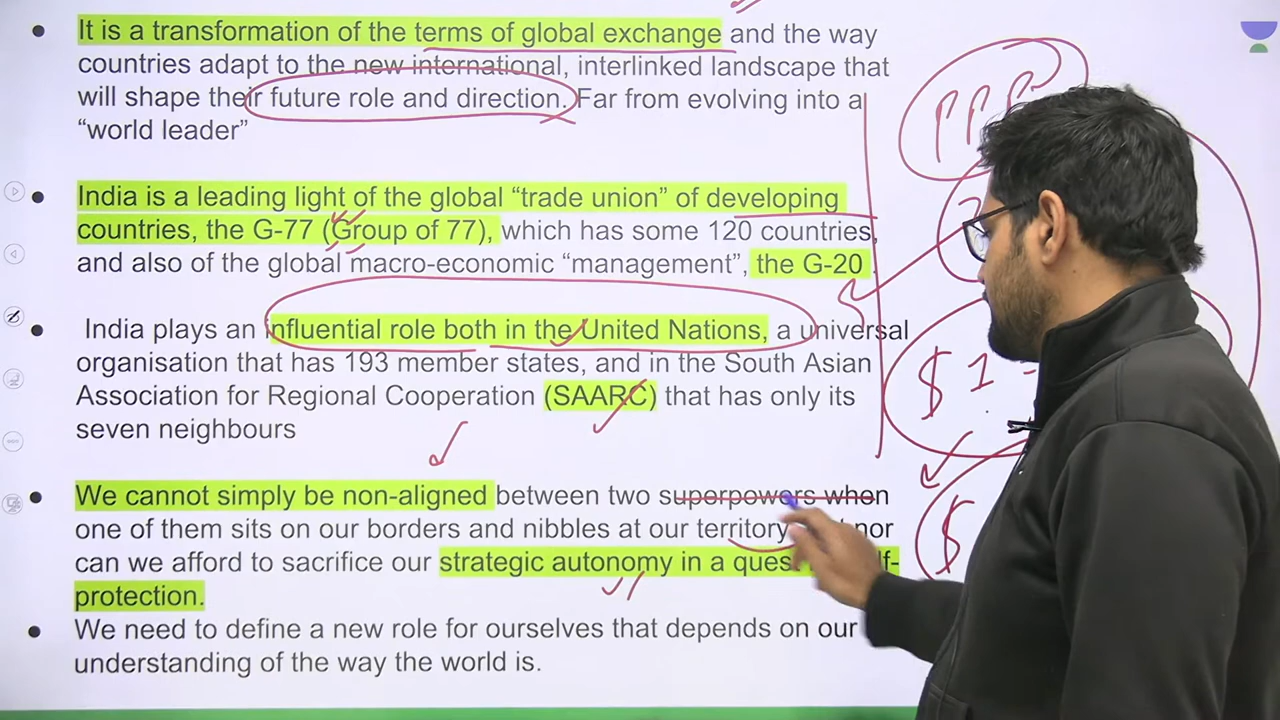 It is a transformation of the terms of global exchange and the way
countries adapt to the new international, interlinked landscape that
will shape their future role and direction. Far from evolving into a
“world leader”
India is a leading light of the global “trade union” of developing
countries, the G-77 (Group of 77), which has some 120 countries,
and also of the global macro-economic “management”, the G-20
India plays an influential role both in the United Nations, a universal
organisation that has 193 member states, and in the South Asian
Association for Regional Cooperation (SAARC) that has only its
seven neighbours
We cannot simply be non-aligned between two superpowers when
one of them sits on our borders and nibbles at our territory nor
can we afford to sacrifice our strategic autonomy in a
protection.
We need to define a new role for ourselves that depends on our
understanding of the way the world is.
PPP
$ 1
$